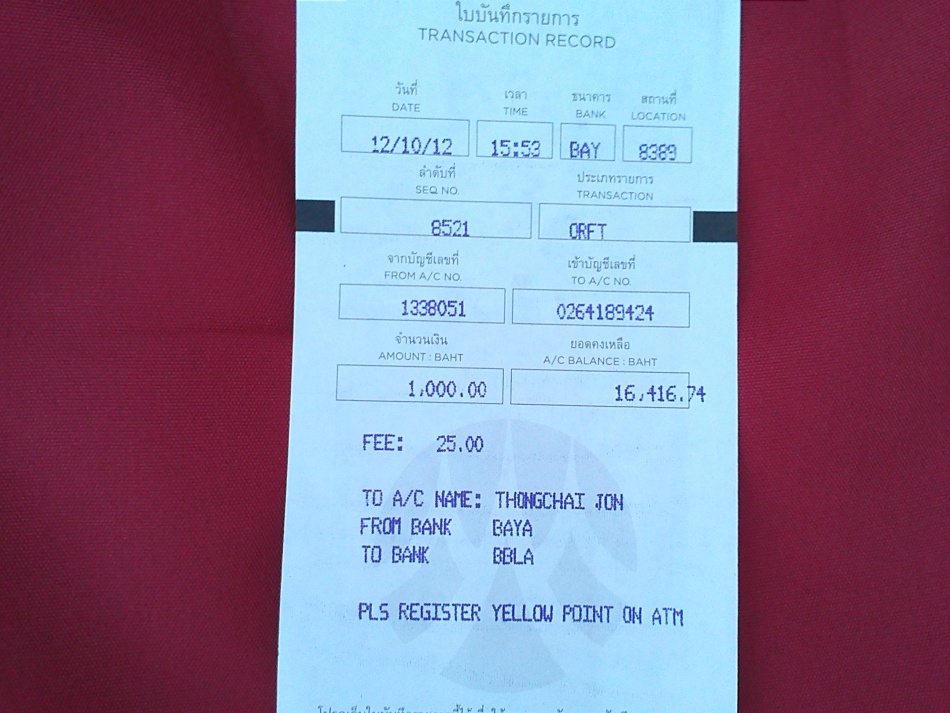 ใบบันทึกรายการ
TRANSACTION RECORD
วันที่ เวลา ธนาคาร สถานที่
DATE TIME BANK LOCATION
12/10/12 15:53 BAY 8389
ลำดับที่ ประเภทรายการ
SEQ NO. TRANSACTION
8521 ORFT
จากบัญชีเลขที่ เข้าบัญชีเลขที่
FROM A/C NO. TO A/C NO.
1338051 0264189424
จำนวนเงิน ยอดคงเหลือ
AMOUNT : BAHT A/C BALANCE : BAHT
1,000.00 16,416.74
FEE: 25.00
TO A/C NAME: THONGCHAI JON
FROM BANK BAYA
TO BANK BBLA
PLS REGISTER YELLOW POINT ON ATM